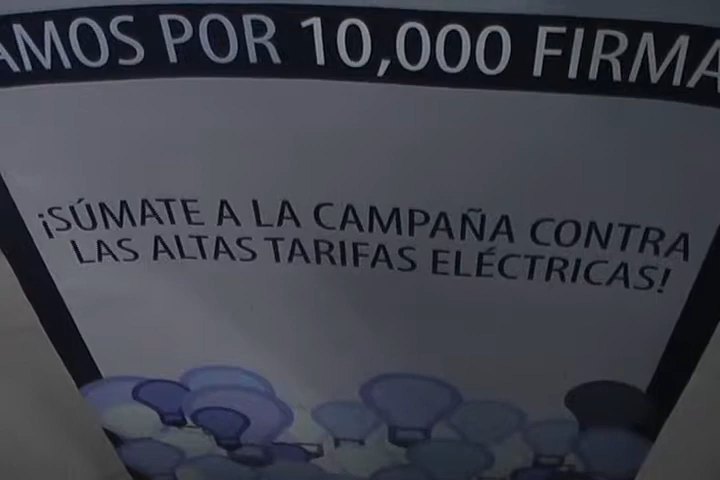 AMOS POR 10,000 FIRMA
¡SÚMATE A LA CAMPAÑA CONTRA
LAS ALTAS TARIFAS ELÉCTRICAS!